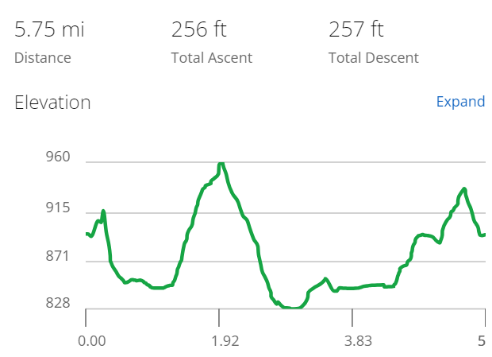 5.75 mi 256 ft 257 ft
Distance Total Ascent Total Descent
Elevation Expand
960
915
871
828
0.00 1.92 3.83 5